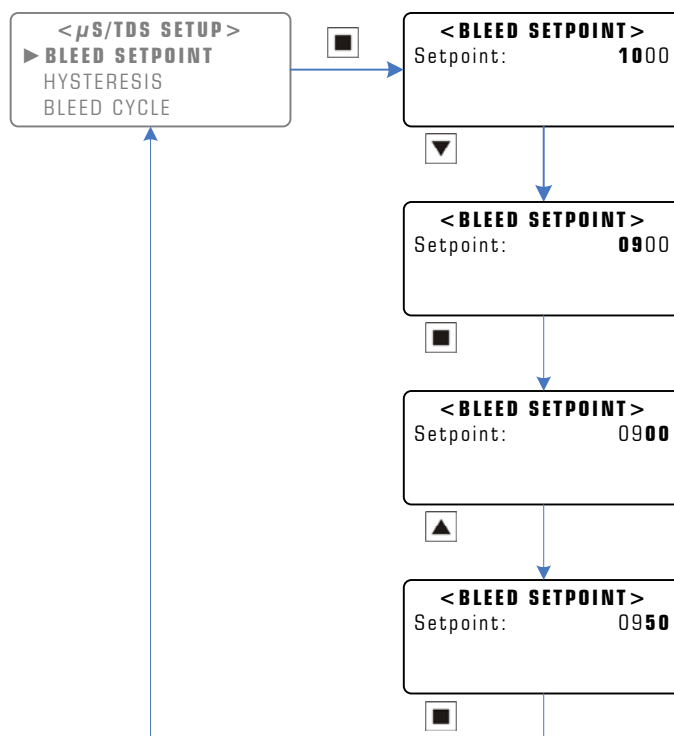 <µS/TDS SETUP>
►BLEED SETPOINT
HYSTERESIS
BLEED CYCLE
<BLEED SETPOINT>
Setpoint: 1000
<BLEED SETPOINT>
Setpoint: 0900
<BLEED SETPOINT>
Setpoint: 0900
<BLEED SETPOINT>
Setpoint: 0950